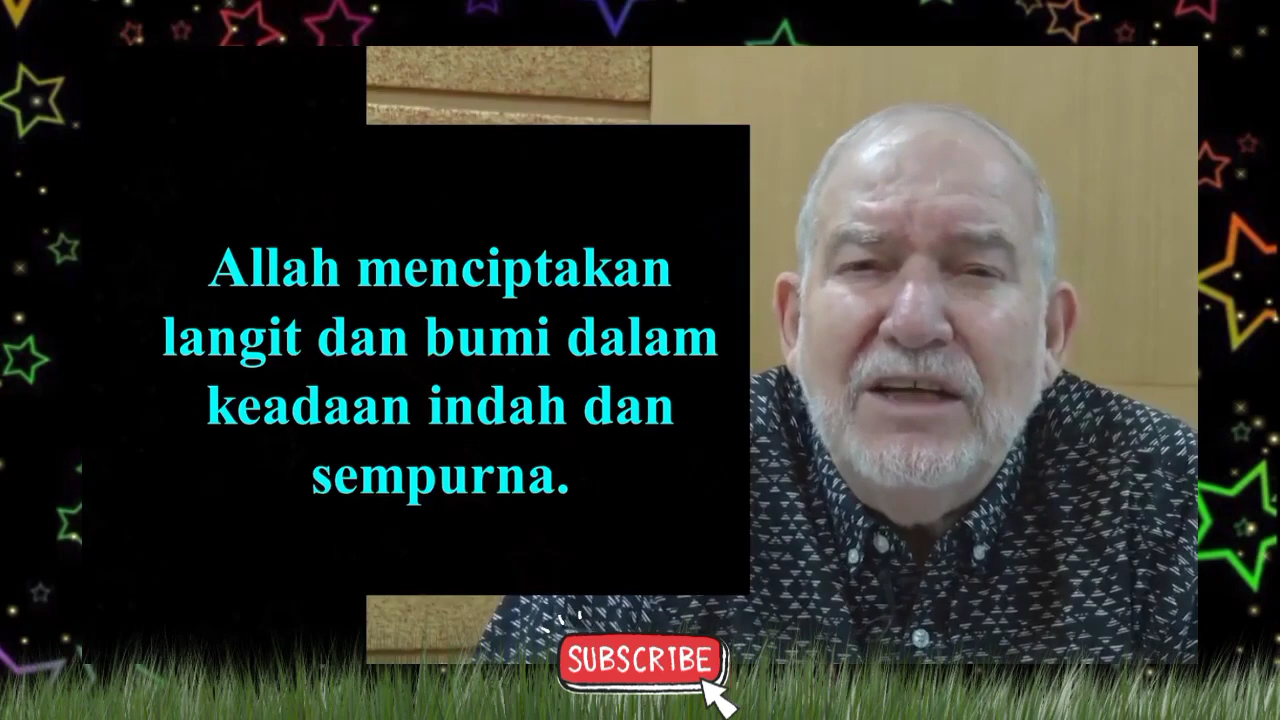 Allah menciptakan
langit dan bumi dalam
keadaan indah dan
sempurna.
SUBSCRIBE